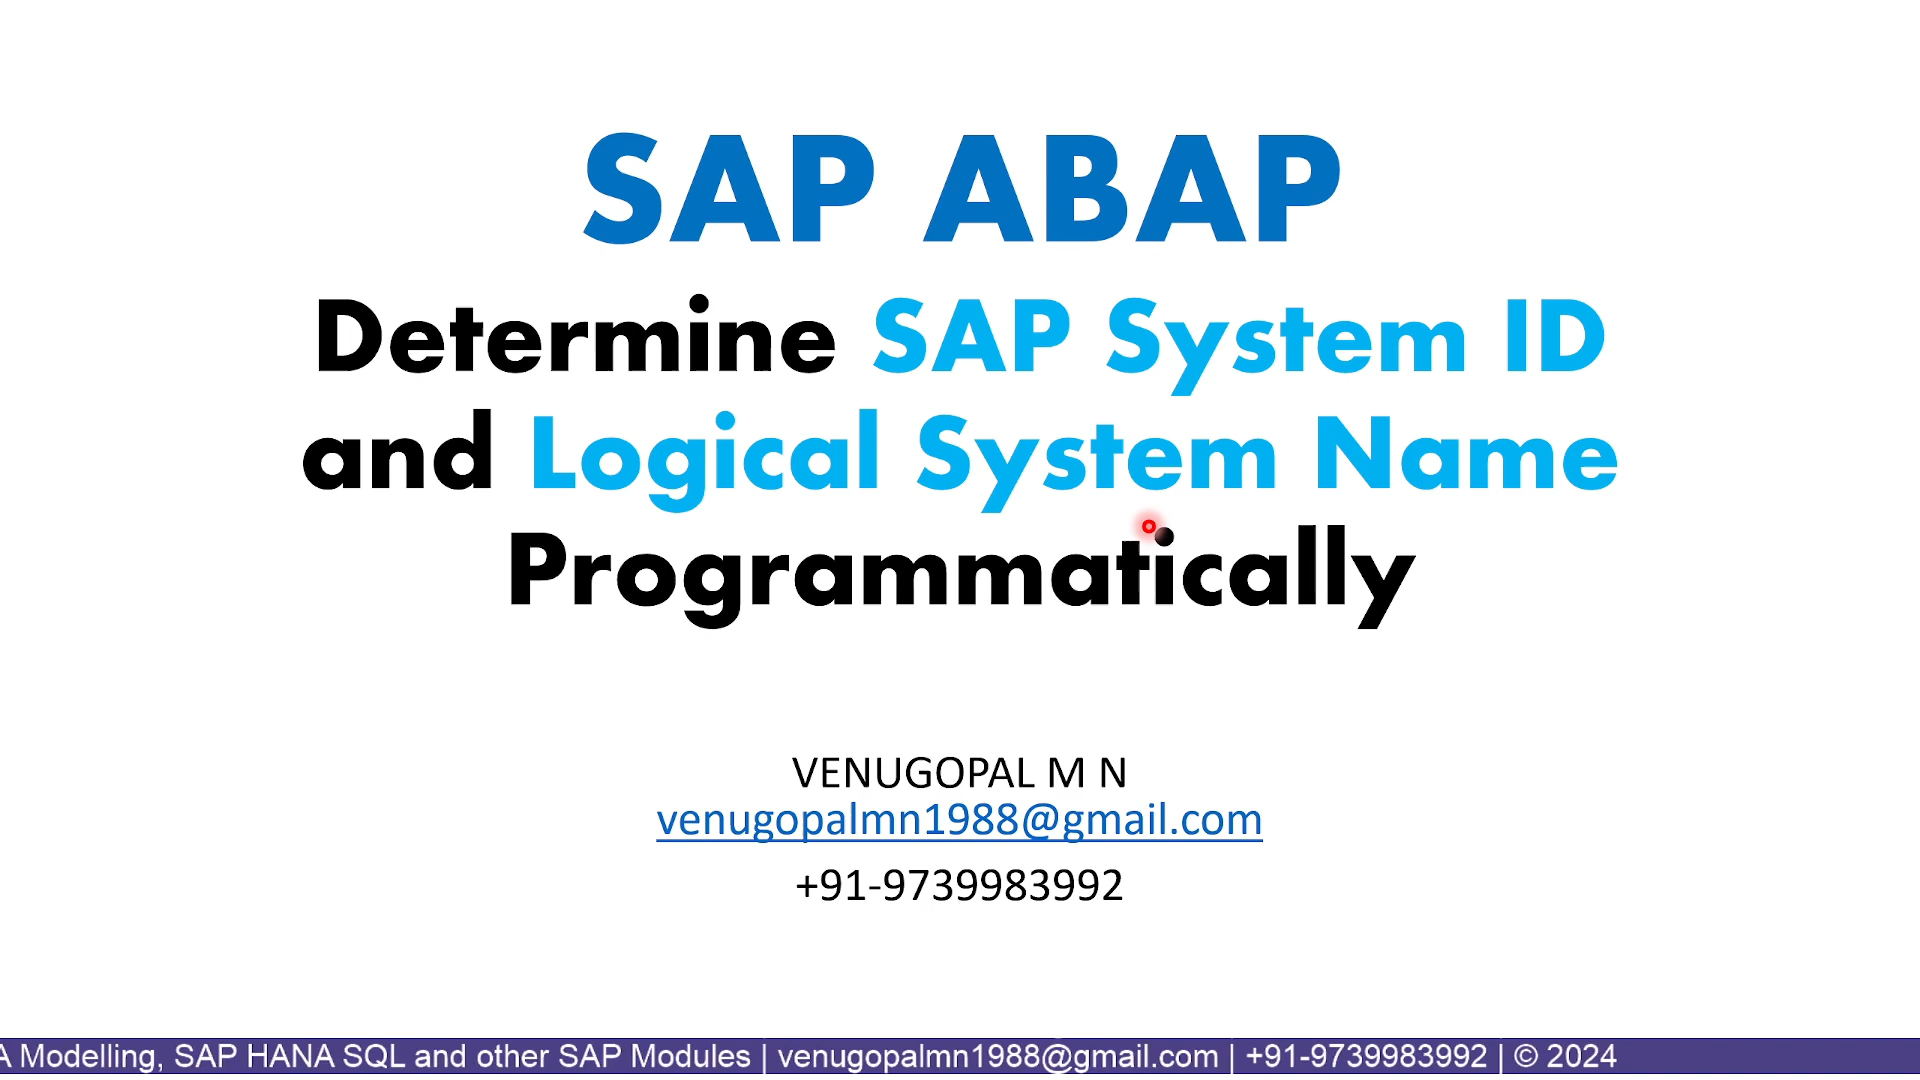 SAP ABAP
Determine SAP System ID
and Logical System Name
Programmatically
VENUGOPAL M N
venugopalmn1988@gmail.com
+91-9739983992
A Modelling, SAP HANA SQL and other SAP Modules | venugopalmn1988@gmail.com | +91-9739983992 | © 2024